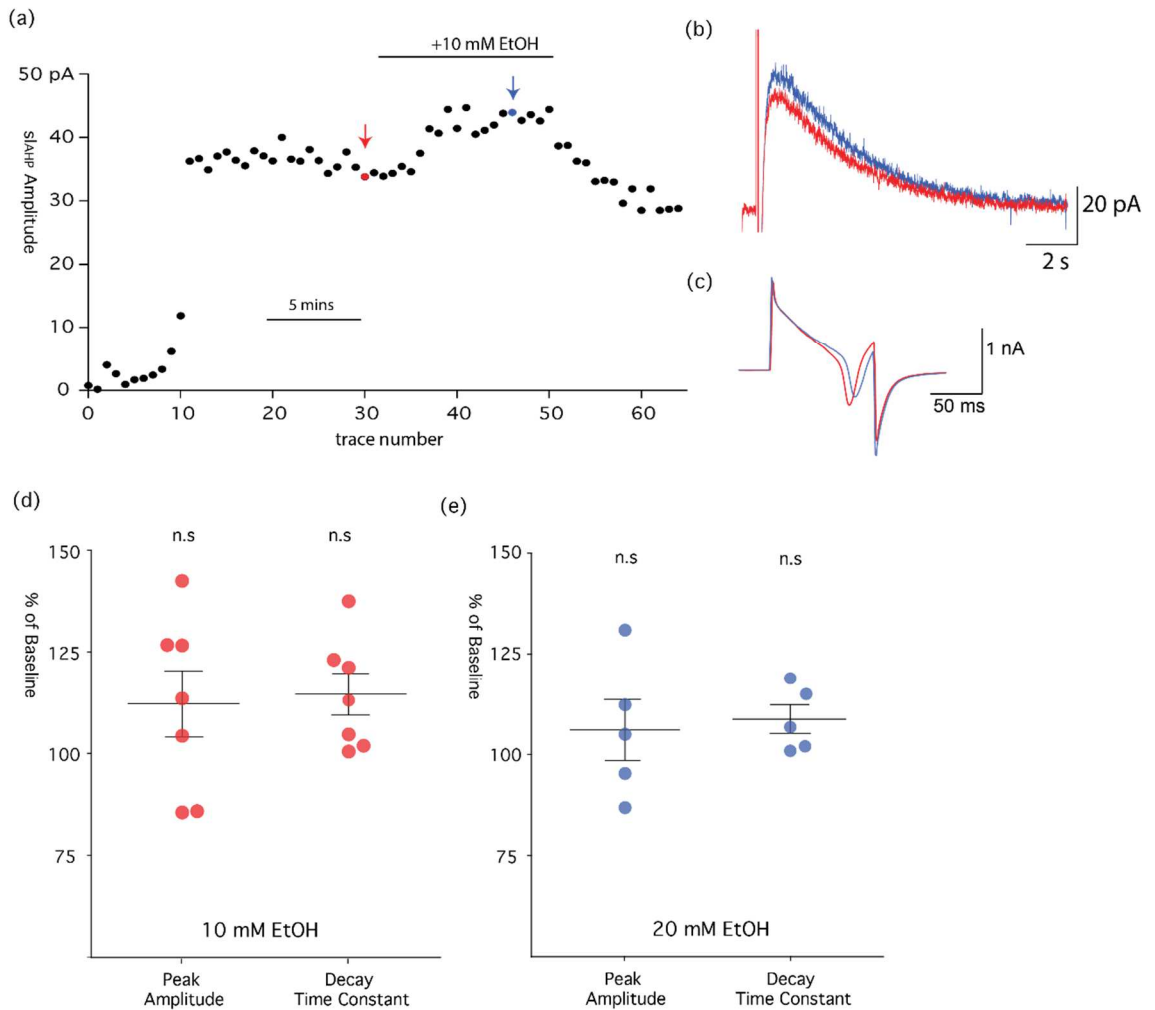 (a)
+10 mM EtOH
50 pA
40
30
20
10
0
sIAHP Amplitude
5 mins
0
10
20
30
40
50
60
trace number
(b)
20 pA
2 s
(c)
1 nA
50 ms
(d)
n.s
n.s
150
125
100
75
% of Baseline
10 mM EtOH
Peak
Amplitude
Decay
Time Constant
(e)
n.s
n.s
150
125
100
75
% of Baseline
20 mM EtOH
Peak
Amplitude
Decay
Time Constant